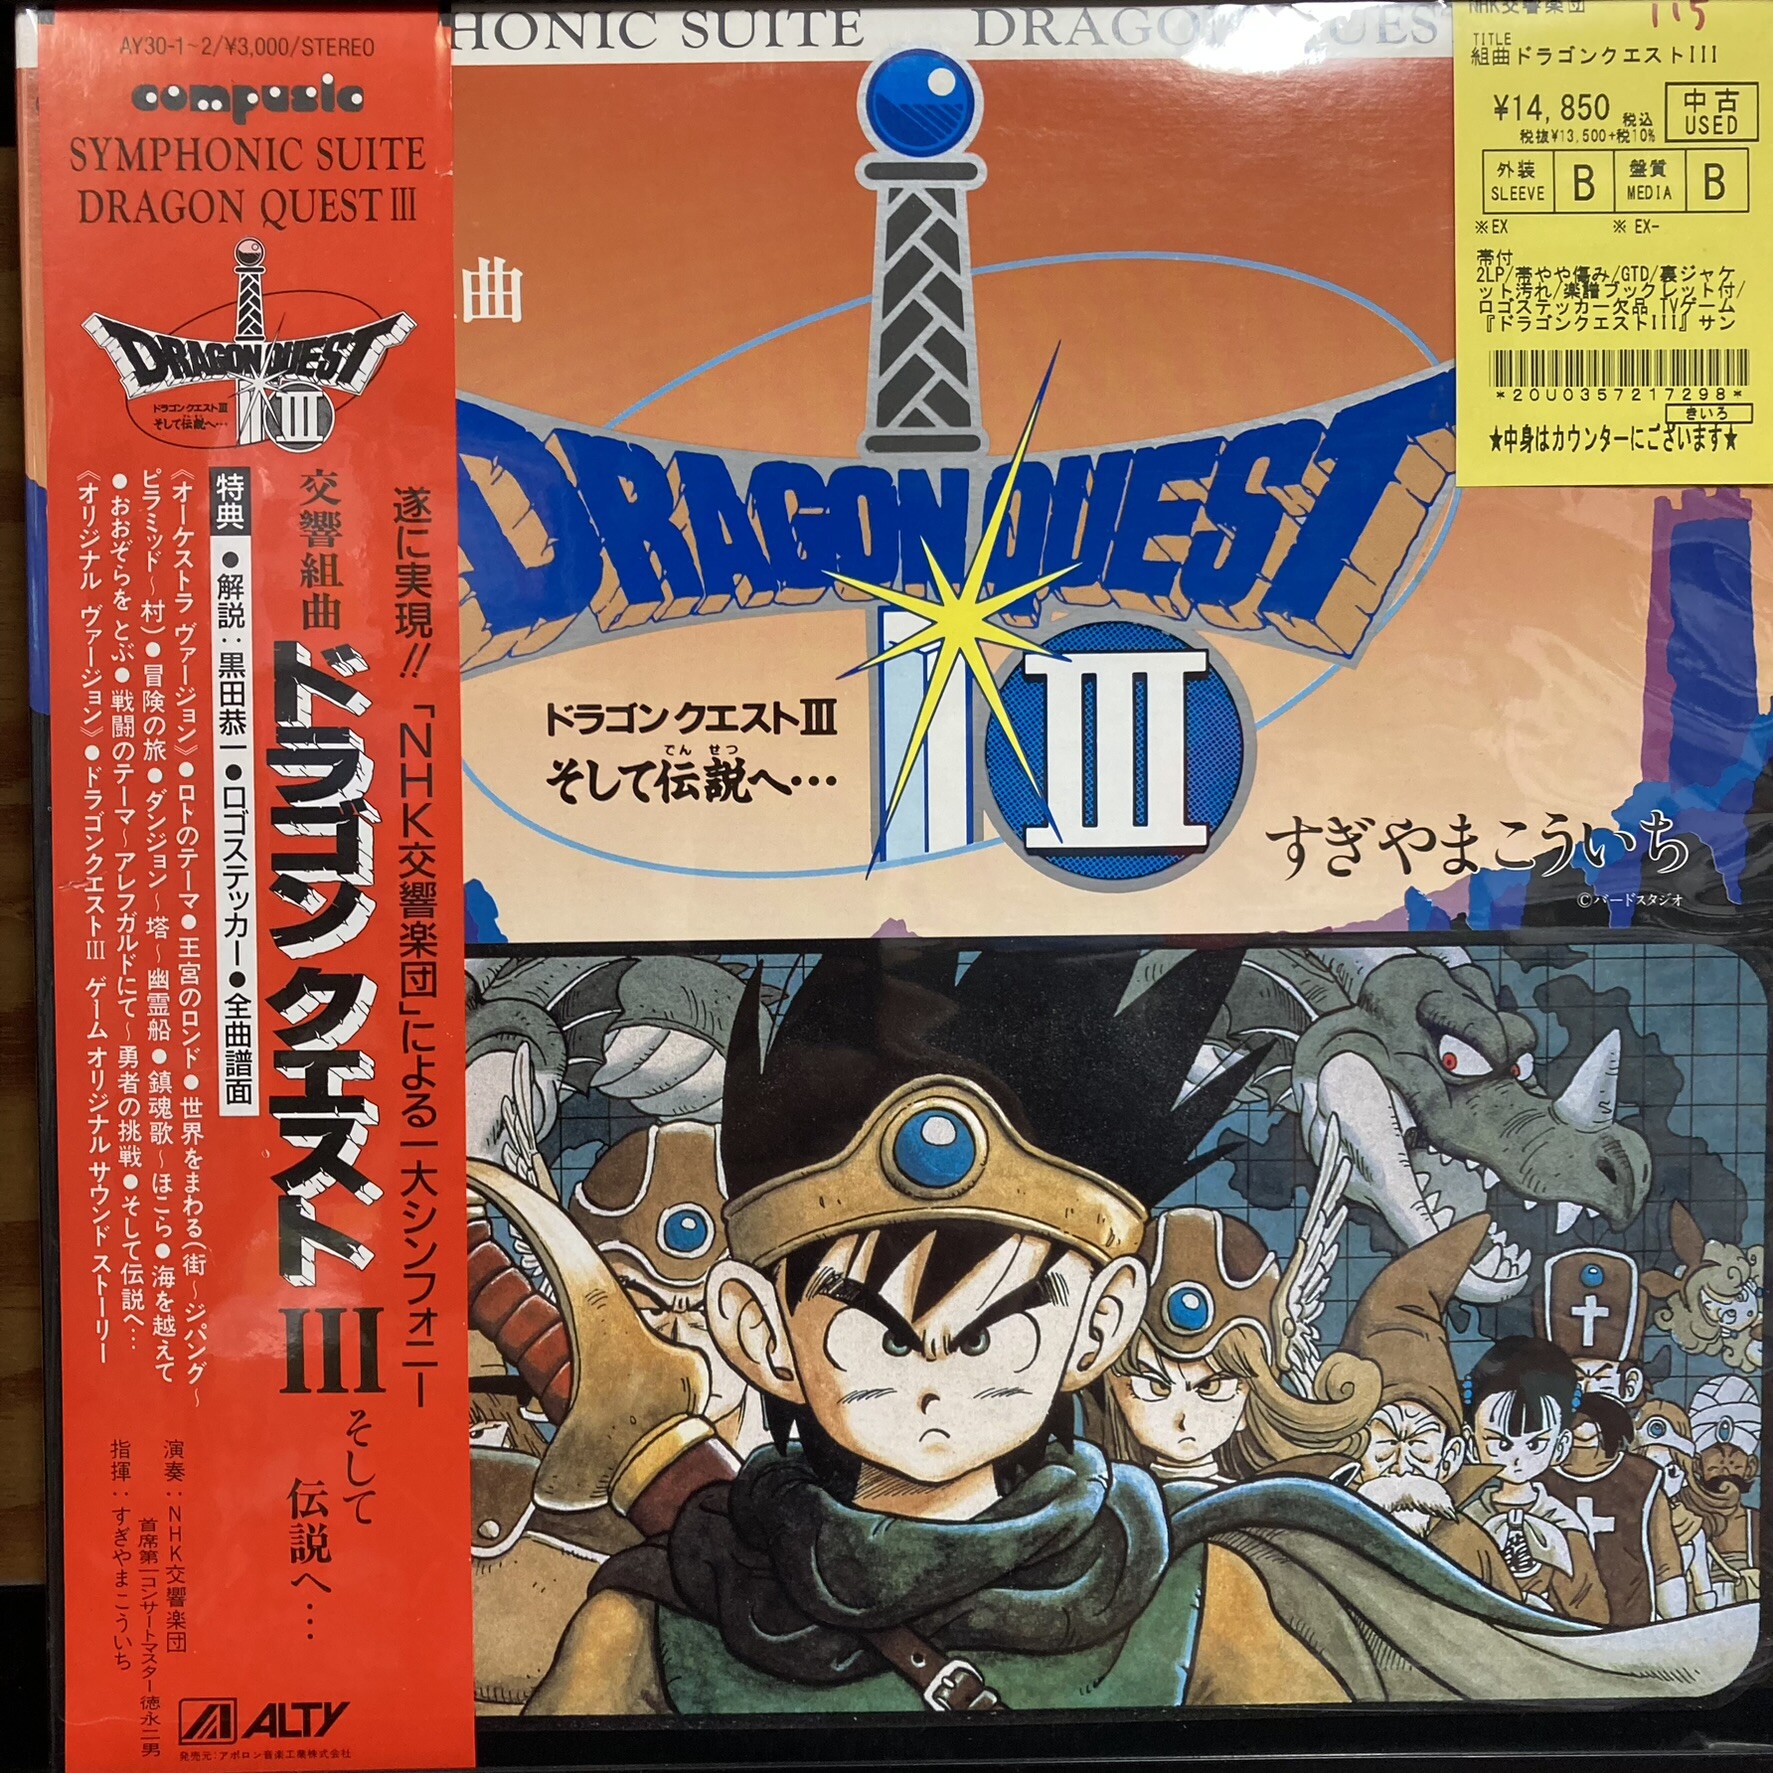 AY30-1~2/¥3,000/STEREO
compusic
SYMPHONIC SUITE
DRAGON QUEST III
DRAGON QUEST
III
ドラゴンクエストIII
そして伝説へ…
遂に実現!!「NHK交響楽団」による一大シンフォニー
交響組曲
ドラゴンクエストIII
そして
伝説へ…
特典
●解説:黒田恭一●ロゴステッカー●全曲譜面
《オーケストラ ヴァージョン》●ロトのテーマ●王宮のロンド●世界をまわる(街~ジパング~
ピラミッド~村)●冒険の旅●ダンジョン~塔~幽霊船●鎮魂歌~ほこら●海を越えて
●おおぞらを とぶ●戦闘のテーマ~アレフガルドにて~勇者の挑戦●そして伝説へ…
《オリジナル ヴァージョン》●ドラゴンクエストIII ゲーム オリジナル サウンド ストーリー
演奏:NHK交響楽団
首席第一コンサートマスター徳永二男
指揮:すぎやまこういち
ALTY
発売元:アポロン音楽工業株式会社
HONIC SUITE DRAGON QUEST
曲
DRAGON QUEST
III
ドラゴンクエストIII
でん せつ
そして伝説へ…
すぎやまこういち
©バードスタジオ
NHK交響楽団
115
TITLE
組曲ドラゴンクエストIII
¥14,850 税込
税抜¥13,500+税10%
中古
USED
外装
SLEEVE
B
盤質
MEDIA
B
※EX ※ EX-
帯付
2LP/帯やや傷み/GTD/裏ジャケ
ット汚れ/楽譜ブックレット付/
ロゴステッカー欠品 TVゲーム
『ドラゴンクエストIII』サン
*20U0357217298*
きいろ
★中身はカウンターにございます★